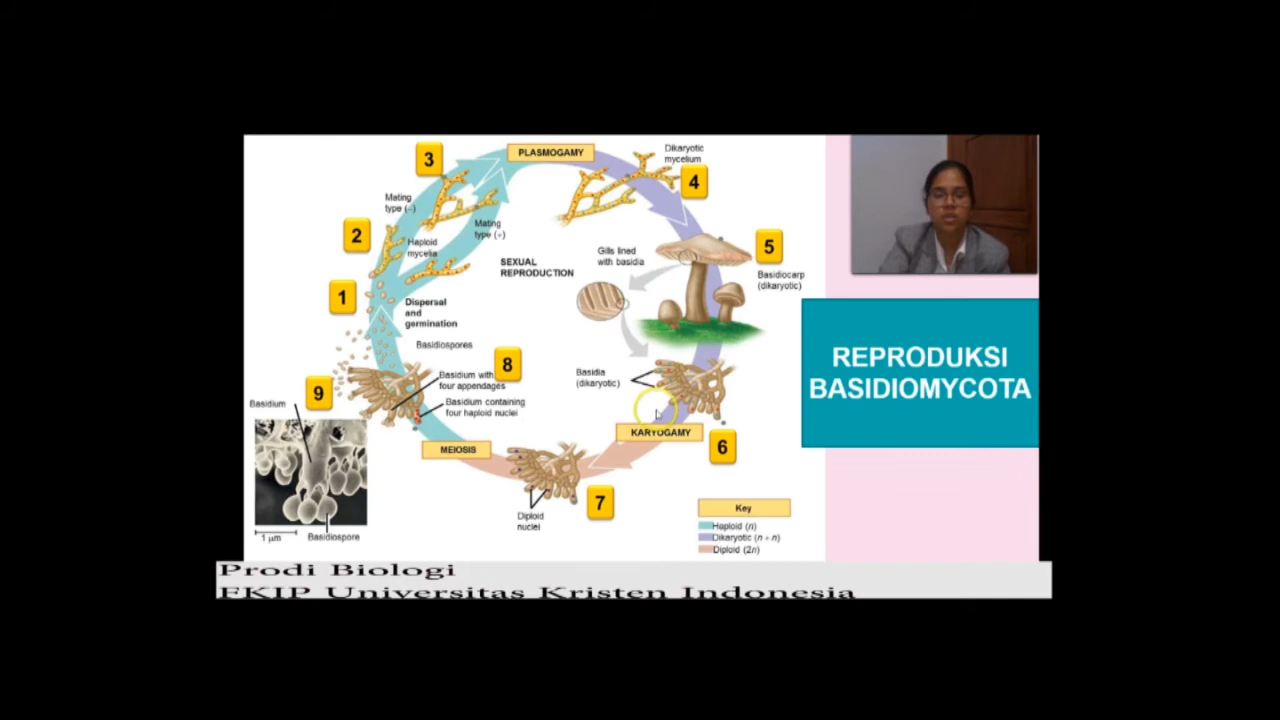 PLASMOGAMY
3
Dikaryotic
mycelium
4
Mating
type (-)
2
Mating
type (+)
Haploid
mycelia
SEXUAL
REPRODUCTION
Gills lined
with basidia
5
Basidiocarp
(dikaryotic)
1
Dispersal
and
germination
Basidiospores
8
Basidium with
four appendages
Basidium containing
four haploid nuclei
9
Basidium
Basidia
(dikaryotic)
KARYOGAMY
6
MEIOSIS
7
Diploid
nuclei
1 µm
Basidiospore
Key
Haploid (n)
Dikaryotic (n + n)
Diploid (2n)
REPRODUKSI
BASIDIOMYCOTA
Prodi Biologi
FKIP Universitas Kristen Indonesia